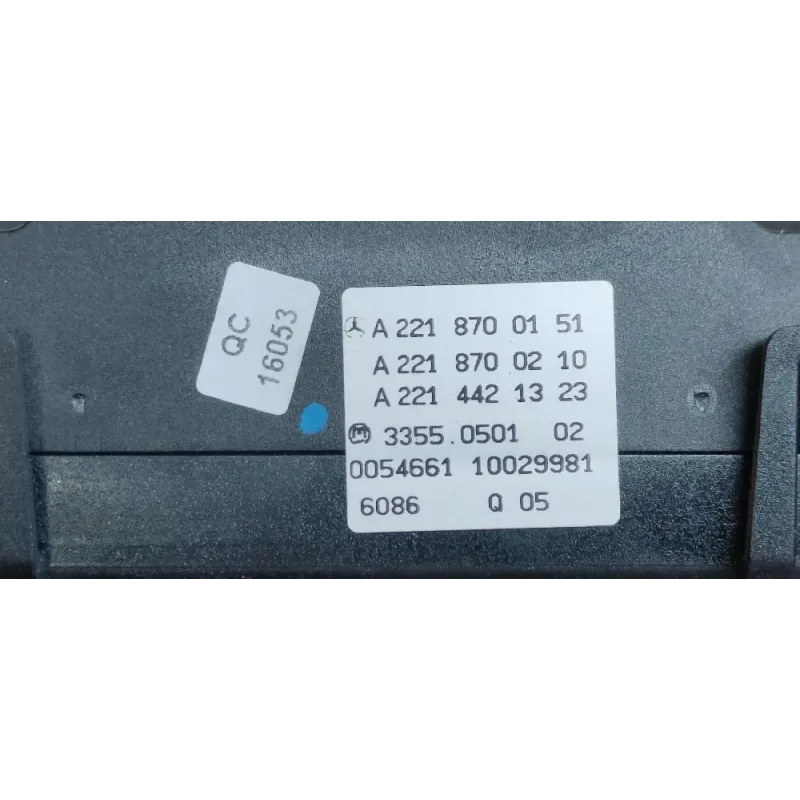 QC
16053
A 221 870 01 51
A 221 870 02 10
A 221 442 13 23
3355.0501 02
0054661 10029981
6086 Q 05